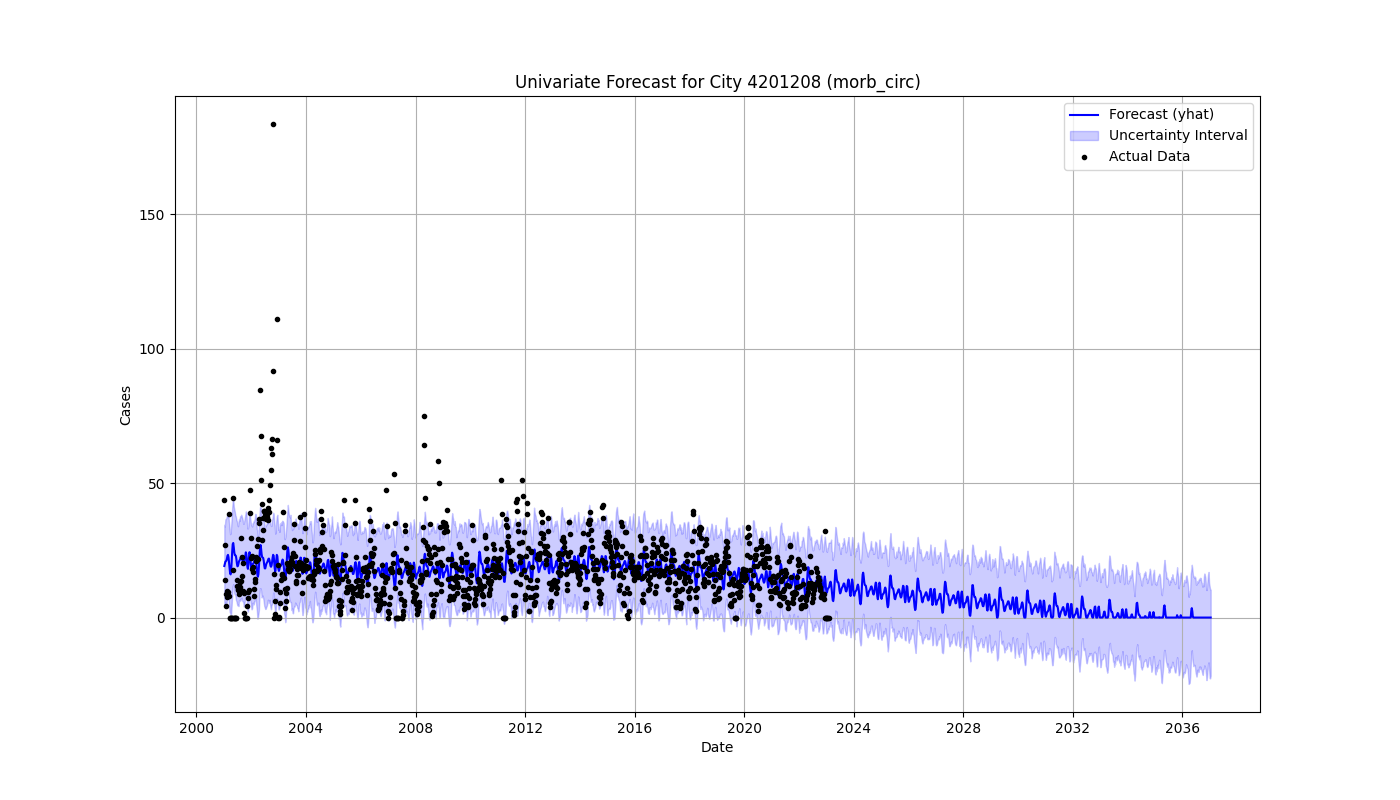 Univariate Forecast for City 4201208 (morb_circ)
Forecast (yhat)
Uncertainty Interval
Actual Data
Cases
150
100
50
0
2000 2004 2008 2012 2016 2020 2024 2028 2032 2036
Date